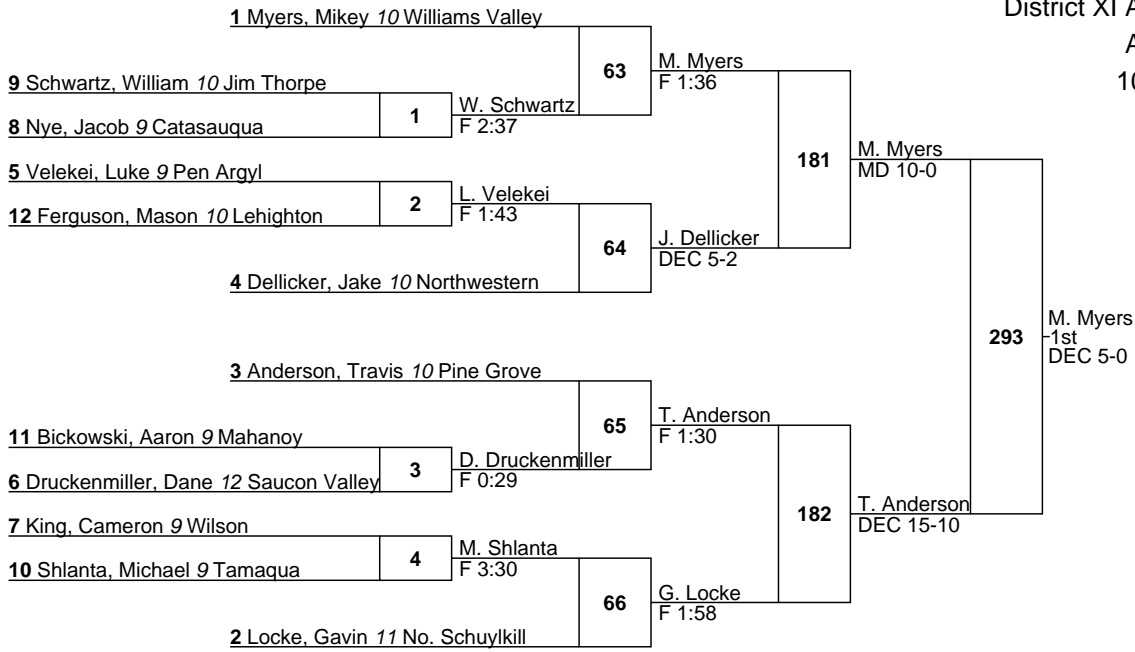 District XI A
A
10
1 Myers, Mikey 10 Williams Valley
63
M. Myers
F 1:36
9 Schwartz, William 10 Jim Thorpe
1
W. Schwartz
F 2:37
8 Nye, Jacob 9 Catasauqua
181
M. Myers
MD 10-0
5 Velekei, Luke 9 Pen Argyl
2
L. Velekei
F 1:43
12 Ferguson, Mason 10 Lehighton
64
J. Dellicker
DEC 5-2
4 Dellicker, Jake 10 Northwestern
293
M. Myers
1st
DEC 5-0
3 Anderson, Travis 10 Pine Grove
65
T. Anderson
F 1:30
11 Bickowski, Aaron 9 Mahanoy
3
D. Druckenmiller
F 0:29
6 Druckenmiller, Dane 12 Saucon Valley
182
T. Anderson
DEC 15-10
7 King, Cameron 9 Wilson
4
M. Shlanta
F 3:30
10 Shlanta, Michael 9 Tamaqua
66
G. Locke
F 1:58
2 Locke, Gavin 11 No. Schuylkill